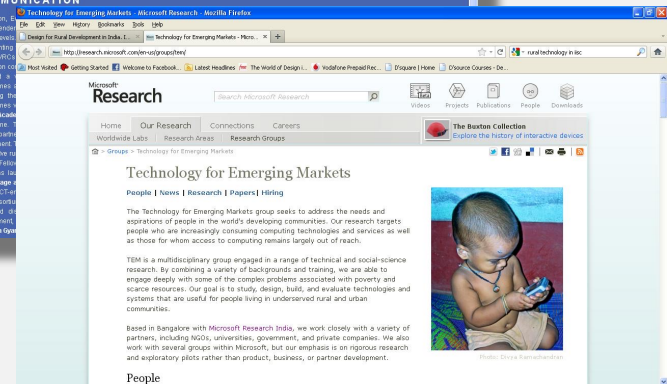 MUNICATION
Technology for Emerging Markets - Microsoft Research - Mozilla Firefox
File Edit View History Bookmarks Tools Help
Design for Rural Development in India. I... Technology for Emerging Markets - Micro... × +
http://research.microsoft.com/en-us/groups/tem/
rural technology in iisc
Most Visited Getting Started Welcome to Facebook... Latest Headlines The World of Design i... Vodafone Prepaid Rec... D'square | Home D'Source Courses - De...
Microsoft®
Research
Search Microsoft Research
Videos Projects Publications People Downloads
Home Our Research Connections Careers
Worldwide Labs Research Areas Research Groups
The Buxton Collection
Explore the history of interactive devices
> Groups > Technology for Emerging Markets
Technology for Emerging Markets
People | News | Research | Papers| Hiring
The Technology for Emerging Markets group seeks to address the needs and
aspirations of people in the world's developing communities. Our research targets
people who are increasingly consuming computing technologies and services as well
as those for whom access to computing remains largely out of reach.
TEM is a multidisciplinary group engaged in a range of technical and social-science
research. By combining a variety of backgrounds and training, we are able to
engage deeply with some of the complex problems associated with poverty and
scarce resources. Our goal is to study, design, build, and evaluate technologies and
systems that are useful for people living in underserved rural and urban
communities.
Based in Bangalore with Microsoft Research India, we work closely with a variety of
partners, including NGOs, universities, government, and private companies. We also
work with several groups within Microsoft, but our emphasis is on rigorous research
and exploratory pilots rather than product, business, or partner development.
Photo: Divya Ramachandran
People